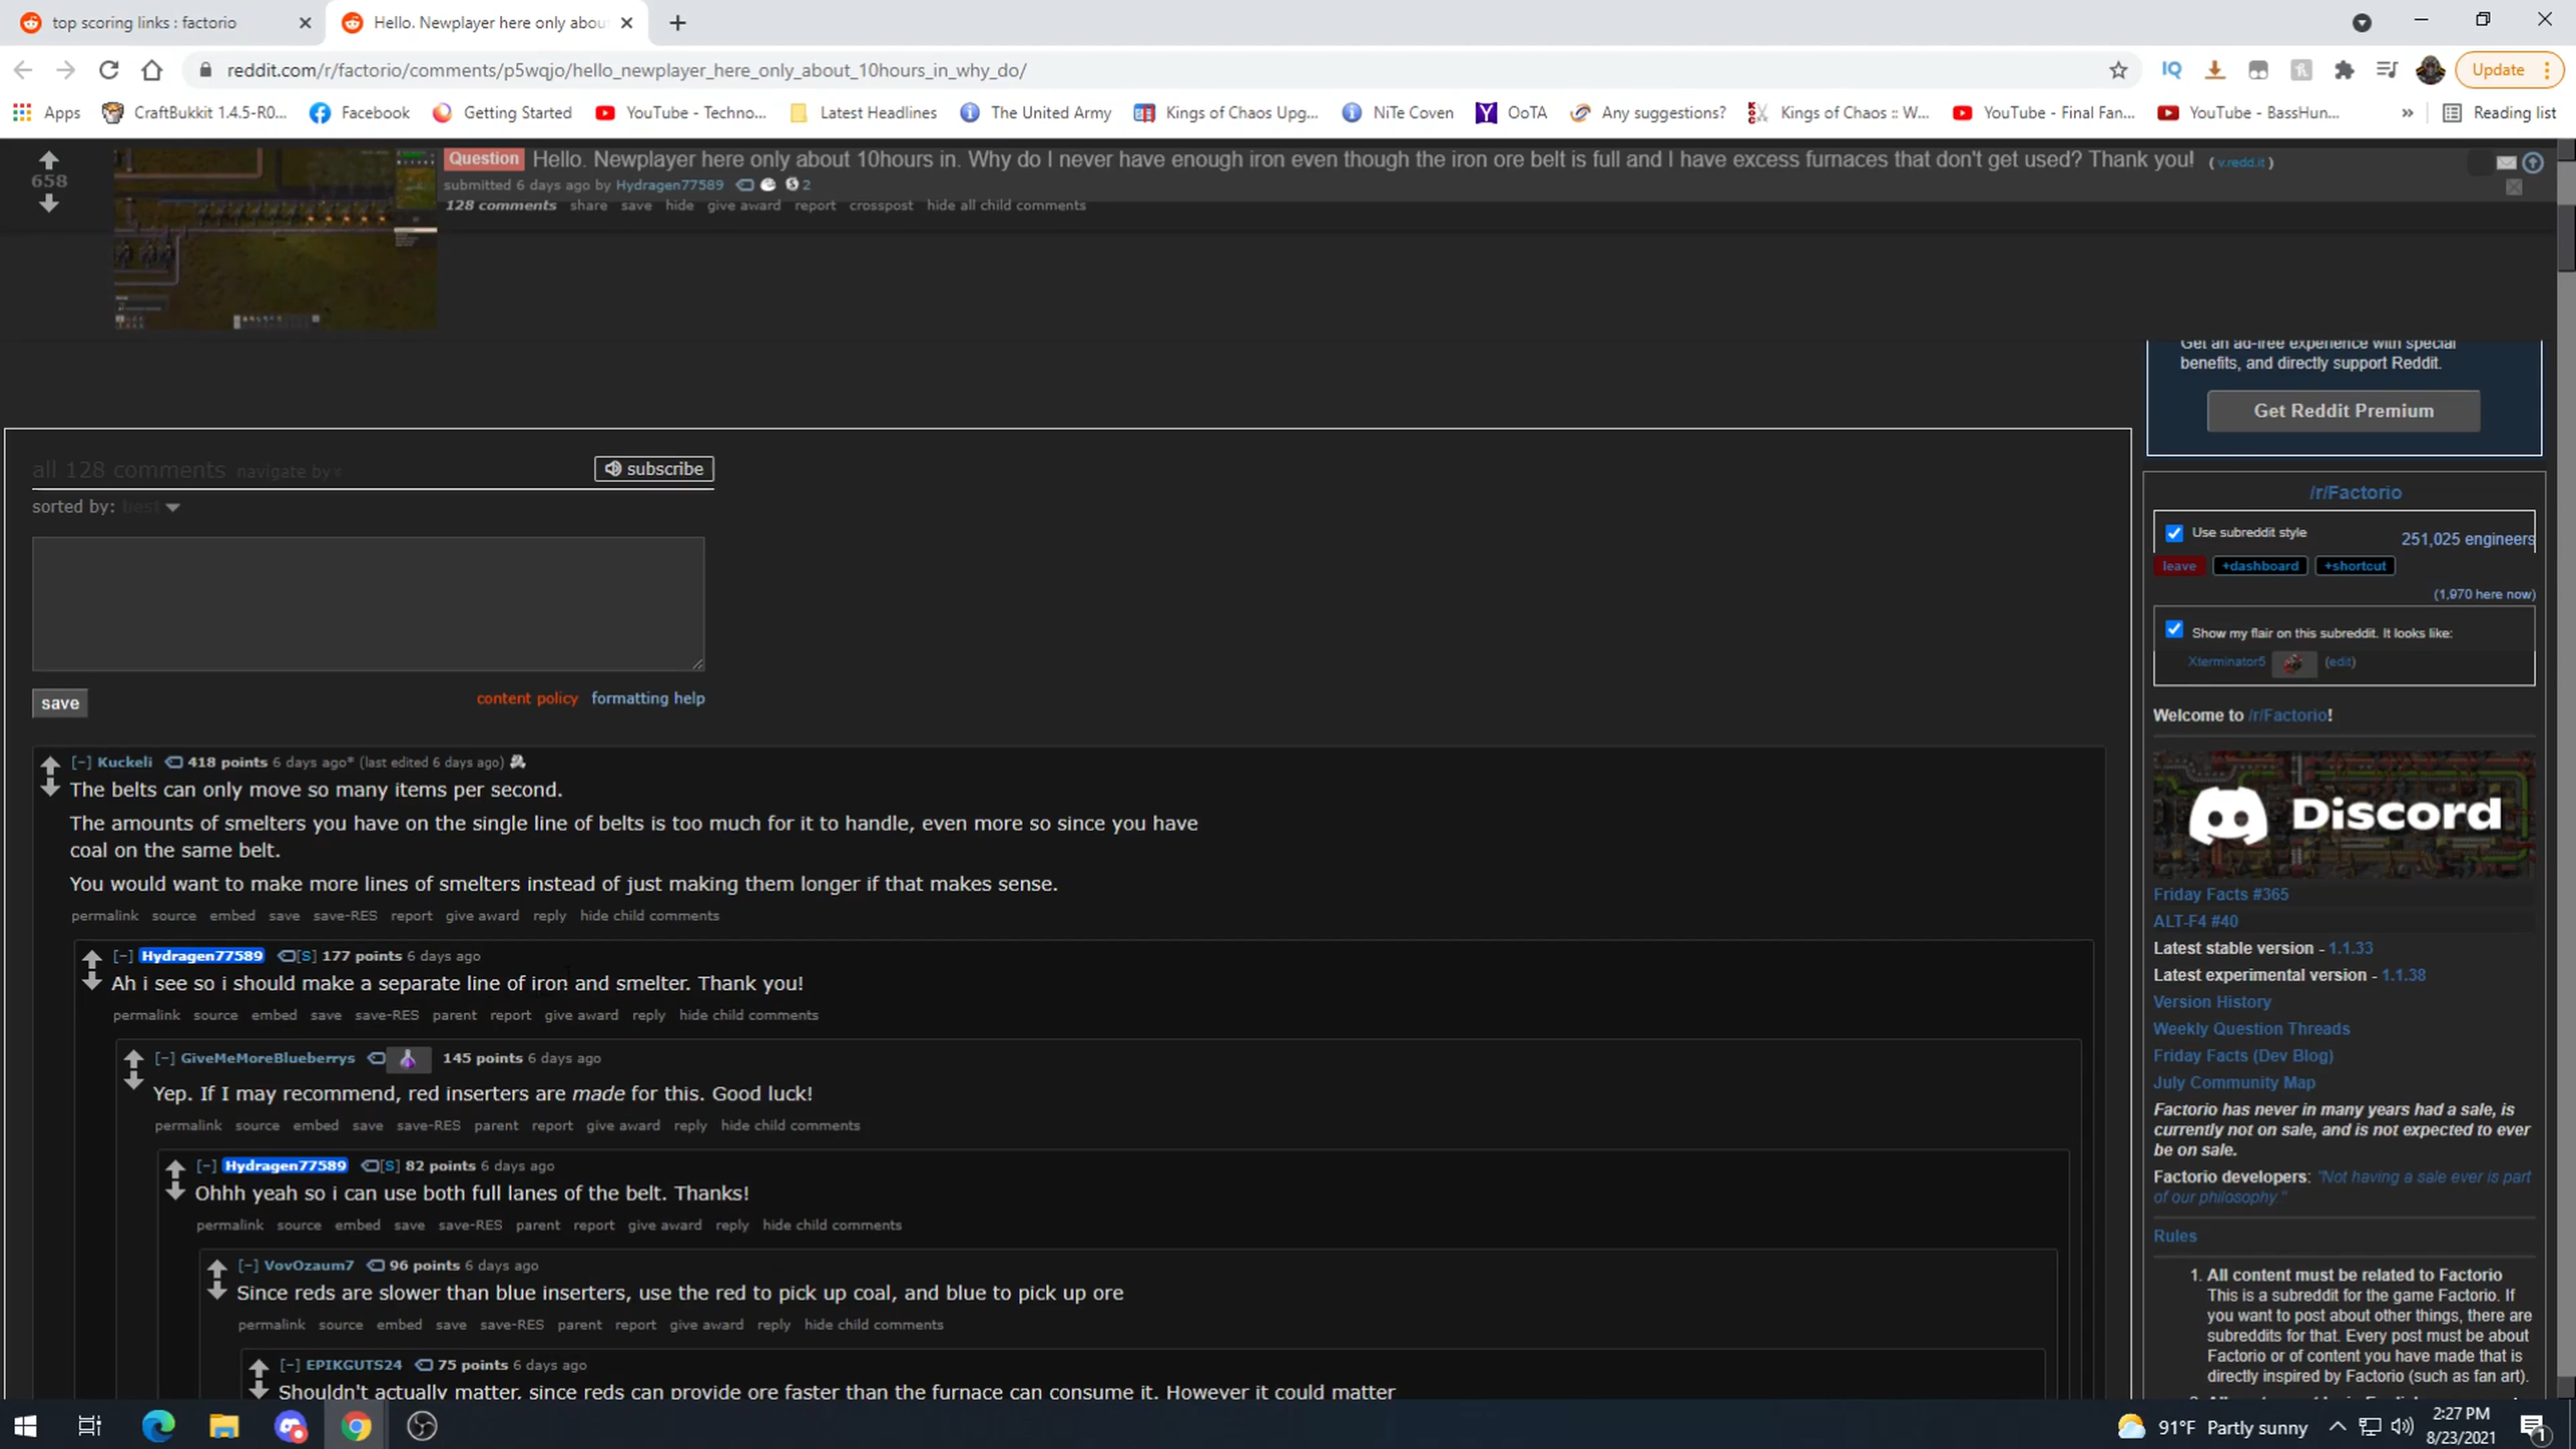 top scoring links : factorio
Hello. Newplayer here only abou
reddit.com/r/factorio/comments/p5wqjo/hello_newplayer_here_only_about_10hours_in_why_do/
IQ
Update
Apps
CraftBukkit 1.4.5-R0...
Facebook
Getting Started
YouTube - Techno...
Latest Headlines
The United Army
Kings of Chaos Upg...
NiTe Coven
OoTA
Any suggestions?
Kings of Chaos :: W...
YouTube - Final Fan...
YouTube - BassHun...
»
Reading list
658
Question Hello. Newplayer here only about 10hours in. Why do I never have enough iron even though the iron ore belt is full and I have excess furnaces that don't get used? Thank you! ( v.redd.it )
submitted 6 days ago by Hydragen77589 2
128 comments share save hide give award report crosspost hide all child comments
Get an ad-free experience with special
benefits, and directly support Reddit.
Get Reddit Premium
all 128 comments navigate by
subscribe
sorted by: best
save
content policy formatting help
[-] Kuckeli 418 points 6 days ago* (last edited 6 days ago)
The belts can only move so many items per second.
The amounts of smelters you have on the single line of belts is too much for it to handle, even more so since you have
coal on the same belt.
You would want to make more lines of smelters instead of just making them longer if that makes sense.
permalink source embed save save-RES report give award reply hide child comments
[-] Hydragen77589 [S] 177 points 6 days ago
Ah i see so i should make a separate line of iron and smelter. Thank you!
permalink source embed save save-RES parent report give award reply hide child comments
[-] GiveMeMoreBlueberrys 145 points 6 days ago
Yep. If I may recommend, red inserters are made for this. Good luck!
permalink source embed save save-RES parent report give award reply hide child comments
[-] Hydragen77589 [S] 82 points 6 days ago
Ohhh yeah so i can use both full lanes of the belt. Thanks!
permalink source embed save save-RES parent report give award reply hide child comments
[-] VovOzaum7 96 points 6 days ago
Since reds are slower than blue inserters, use the red to pick up coal, and blue to pick up ore
permalink source embed save save-RES parent report give award reply hide child comments
[-] EPIKGUTS24 75 points 6 days ago
Shouldn't actually matter, since reds can provide ore faster than the furnace can consume it. However it could matter
/r/Factorio
Use subreddit style
251,025 engineers
leave +dashboard +shortcut
(1,970 here now)
Show my flair on this subreddit. It looks like:
Xterminator5 (edit)
Welcome to /r/Factorio!
Discord
Friday Facts #365
ALT-F4 #40
Latest stable version - 1.1.33
Latest experimental version - 1.1.38
Version History
Weekly Question Threads
Friday Facts (Dev Blog)
July Community Map
Factorio has never in many years had a sale, is
currently not on sale, and is not expected to ever
be on sale.
Factorio developers: "Not having a sale ever is part
of our philosophy "
Rules
1. All content must be related to Factorio
This is a subreddit for the game Factorio. If
you want to post about other things, there are
subreddits for that. Every post must be about
Factorio or of content you have made that is
directly inspired by Factorio (such as fan art).
91°F Partly sunny
2:27 PM
8/23/2021
1